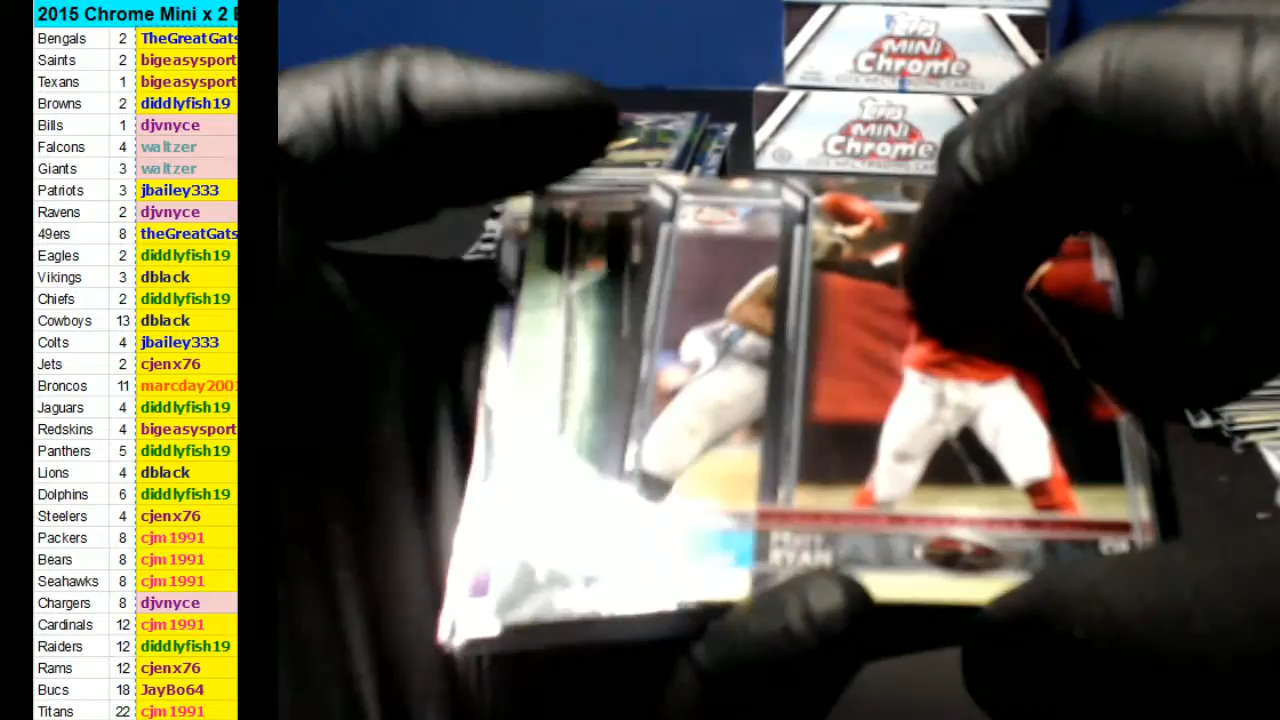 2015 Chrome Mini x 2 B
Bengals 2 TheGreatGats
Saints 2 bigeasysport
Texans 1 bigeasysport
Browns 2 diddlyfish19
Bills 1 djvnyce
Falcons 4 waltzer
Giants 3 waltzer
Patriots 3 jbailey333
Ravens 2 djvnyce
49ers 8 theGreatGats
Eagles 2 diddlyfish19
Vikings 3 dblack
Chiefs 2 diddlyfish19
Cowboys 13 dblack
Colts 4 jbailey333
Jets 2 cjenx76
Broncos 11 marcday2001
Jaguars 4 diddlyfish19
Redskins 4 bigeasysport
Panthers 5 diddlyfish19
Lions 4 dblack
Dolphins 6 diddlyfish19
Steelers 4 cjenx76
Packers 8 cjm1991
Bears 8 cjm1991
Seahawks 8 cjm1991
Chargers 8 djvnyce
Cardinals 12 cjm1991
Raiders 12 diddlyfish19
Rams 12 cjenx76
Bucs 18 JayBo64
Titans 22 cjm1991
Topps
MINI
Chrome
Topps
MINI
Chrome
RYAN